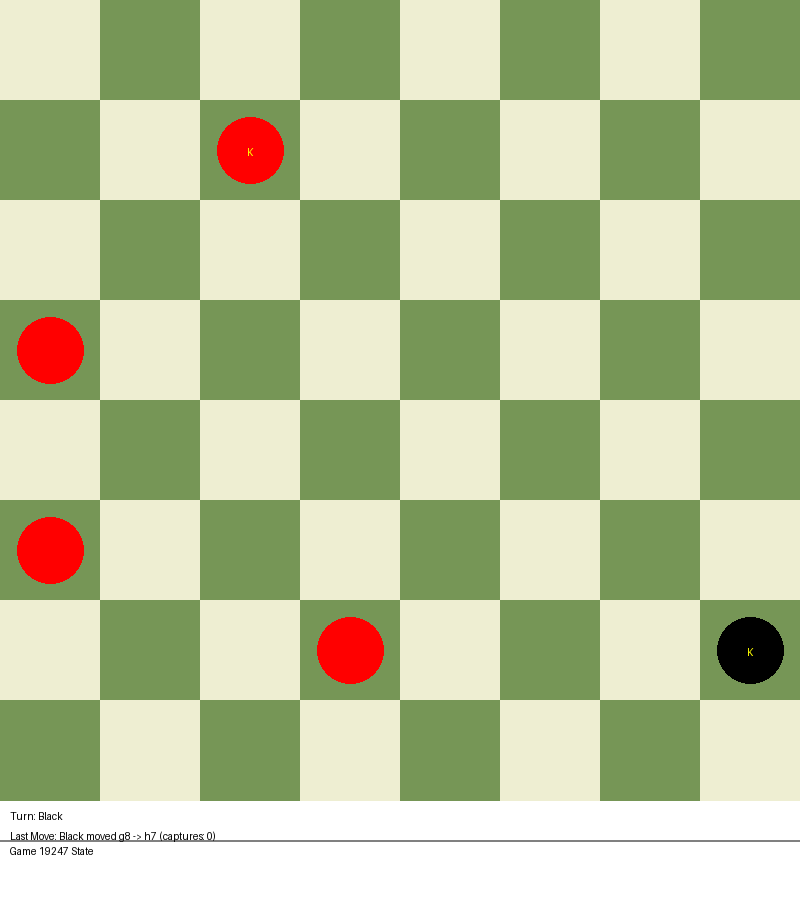 K
K
Turn: Black
Last Move: Black moved g8 -> h7 (captures: 0)
Game 19247 State